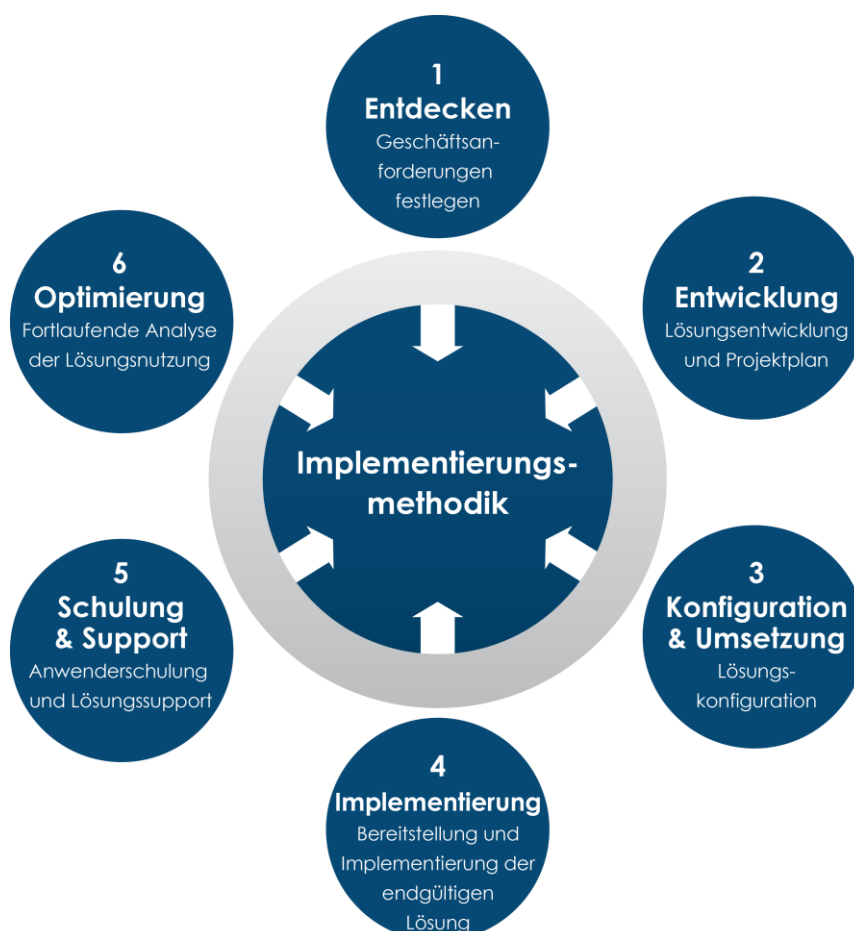 1
Entdecken
Geschäftsan-
forderungen
festlegen
2
Entwicklung
Lösungsentwicklung
und Projektplan
3
Konfiguration
& Umsetzung
Lösungs-
konfiguration
4
Implementierung
Bereitstellung und
Implementierung der
endgültigen
Lösung
5
Schulung
& Support
Anwenderschulung
und Lösungssupport
6
Optimierung
Fortlaufende Analyse
der Lösungsnutzung
Implementierungs-
methodik